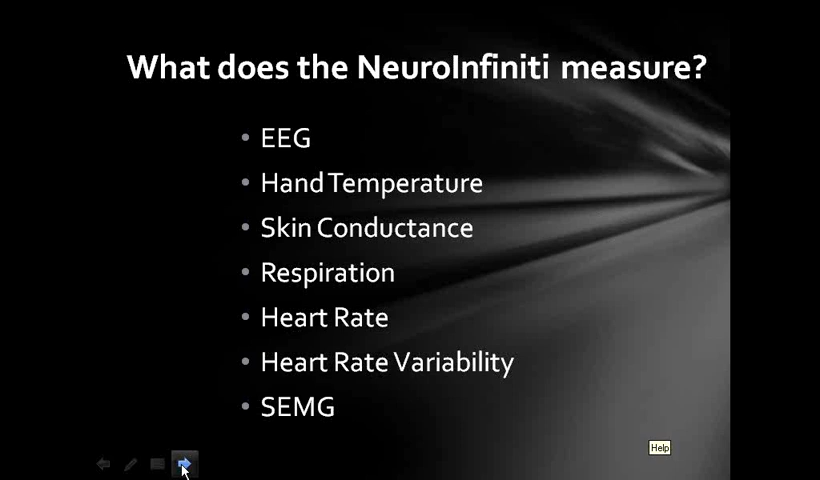 What does the NeuroInfiniti measure?
• EEG
• Hand Temperature
• Skin Conductance
• Respiration
• Heart Rate
• Heart Rate Variability
• SEMG
Help